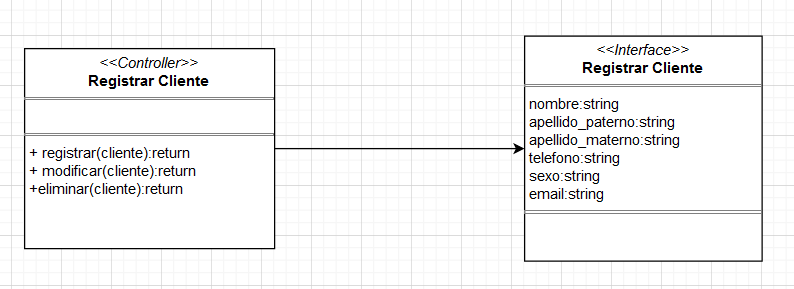 <<Controller>>
Registrar Cliente
+ registrar(cliente):return
+ modificar(cliente):return
+eliminar(cliente):return
<<Interface>>
Registrar Cliente
nombre:string
apellido_paterno:string
apellido_materno:string
telefono:string
sexo:string
email:string